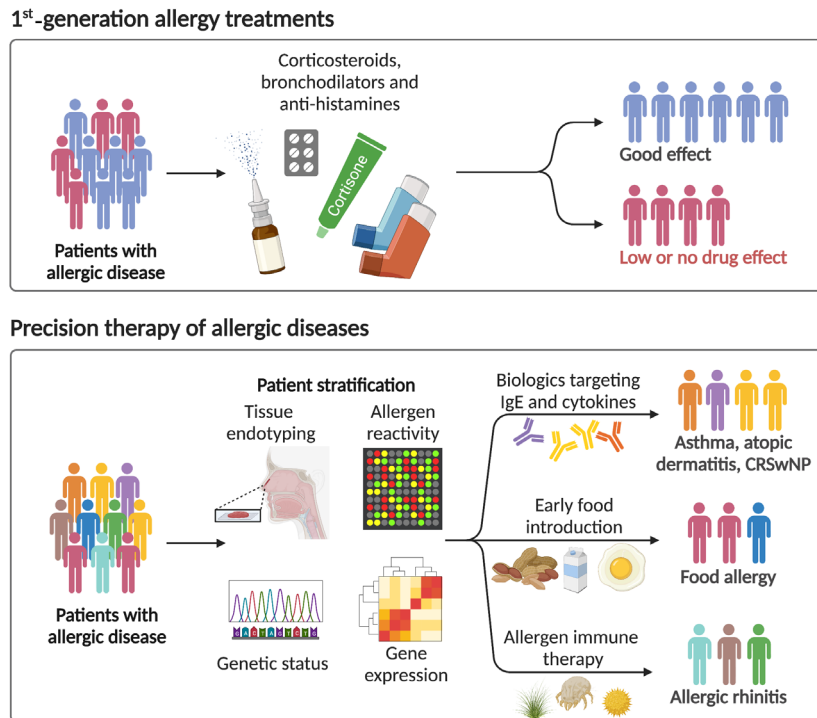 1st-generation allergy treatments
Corticosteroids,
bronchodilators and
anti-histamines
Cortisone
Patients with
allergic disease
Good effect
Low or no drug effect
Precision therapy of allergic diseases
Patient stratification
Tissue
endotyping
Allergen
reactivity
Genetic status
Gene
expression
Patients with
allergic disease
Biologics targeting
IgE and cytokines
Asthma, atopic
dermatitis, CRSwNP
Early food
introduction
Food allergy
Allergen immune
therapy
Allergic rhinitis